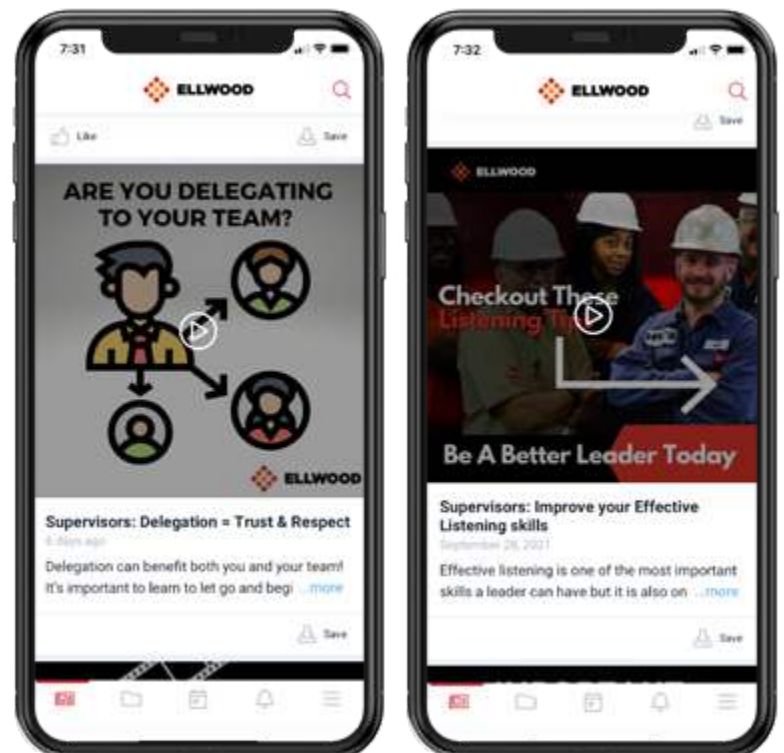 7:31
ELLWOOD
Like
Save
ARE YOU DELEGATING
TO YOUR TEAM?
ELLWOOD
Supervisors: Delegation = Trust & Respect
6 days ago
Delegation can benefit both you and your team!
It's important to learn to let go and begi ...more
Save
7:32
ELLWOOD
Save
ELLWOOD
Checkout These
Listening
Be A Better Leader Today
Supervisors: Improve your Effective
Listening skills
September 28, 2021
Effective listening is one of the most important
skills a leader can have but it is also on ...more
Save